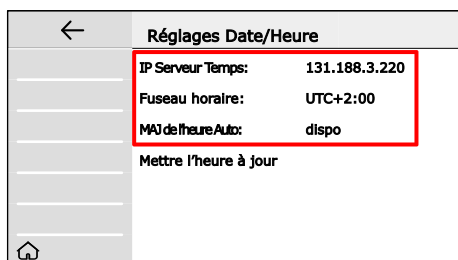 Réglages Date/Heure
IP Serveur Temps: 131.188.3.220
Fuseau horaire: UTC+2:00
MAJ de l'heure Auto: dispo
Mettre l'heure à jour